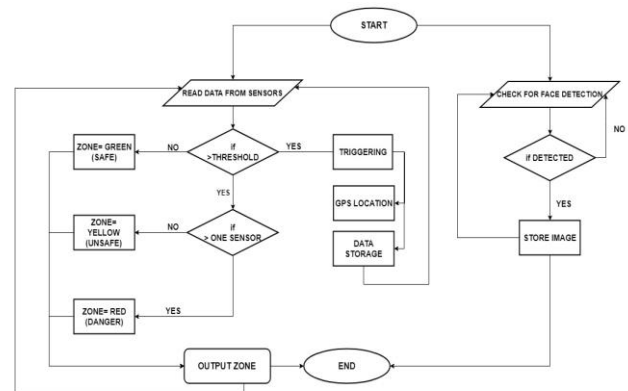 START
READ DATA FROM SENSORS
CHECK FOR FACE DETECTION
NO
ZONE= GREEN
(SAFE)
NO
if
>THRESHOLD
YES
TRIGGERING
if DETECTED
YES
GPS LOCATION
YES
ZONE=
YELLOW
(UNSAFE)
NO
if
> ONE SENSOR
DATA
STORAGE
STORE IMAGE
ZONE= RED
(DANGER)
YES
OUTPUT ZONE
END